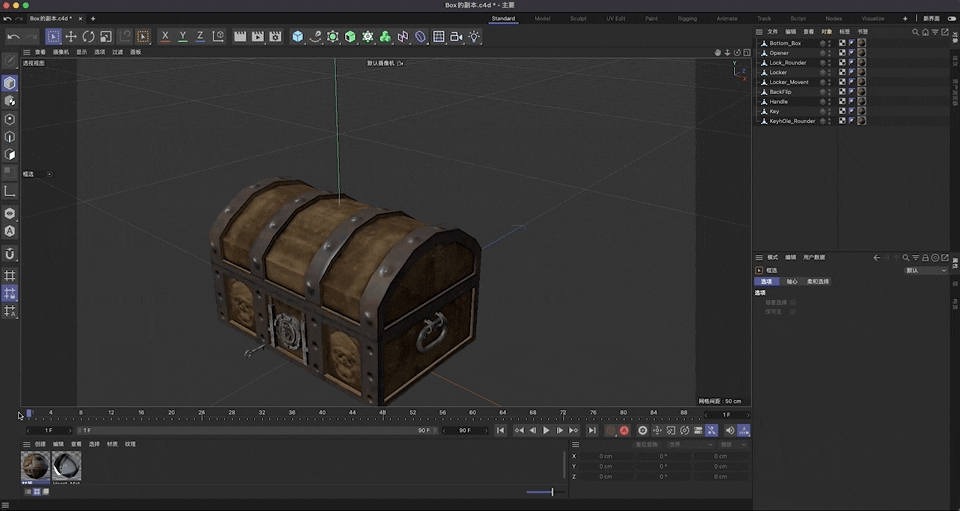 Box的副本.c4d * - 主要
Box的副本.c4d *
Standard Model Sculpt UV Edit Paint Rigging Animate Track Script Nodes Visualize 新界面
X Y Z
查看 摄像机 显示 选项 过滤 面板
文件 编辑 查看 对象 标签 书签
透视视图
默认摄像机
Y
Z
X
框选
Bottom_Box
Opener
Lock_Rounder
Locker
Locker_Movent
BackFlip
Handle
Key
KeyhOle_Rounder
模式 编辑 用户数据
框选 默认
选项 轴心 柔和选择
选项
网格间距 : 50 cm
4 8 12 16 20 24 28 32 36 40 44 48 52 56 60 64 68 72 76 80 84 88
1 F
1 F 1 F 90 F 90 F
创建 编辑 查看 选择 材质 纹理
X 0 cm 0 ° 0 cm
Y 0 cm 0 ° 0 cm
Z 0 cm 0 ° 0 cm